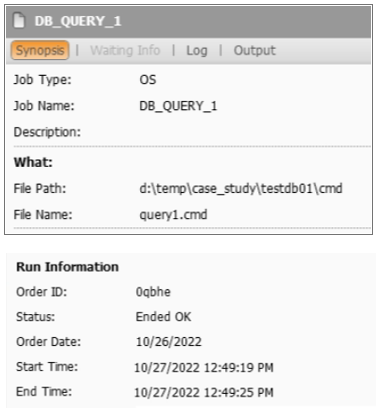 DB_QUERY_1
Synopsis | Waiting Info | Log | Output
Job Type: OS
Job Name: DB_QUERY_1
Description:
What:
File Path: d:\temp\case_study\testdb01\cmd
File Name: query1.cmd
Run Information
Order ID: 0qbhe
Status: Ended OK
Order Date: 10/26/2022
Start Time: 10/27/2022 12:49:19 PM
End Time: 10/27/2022 12:49:25 PM